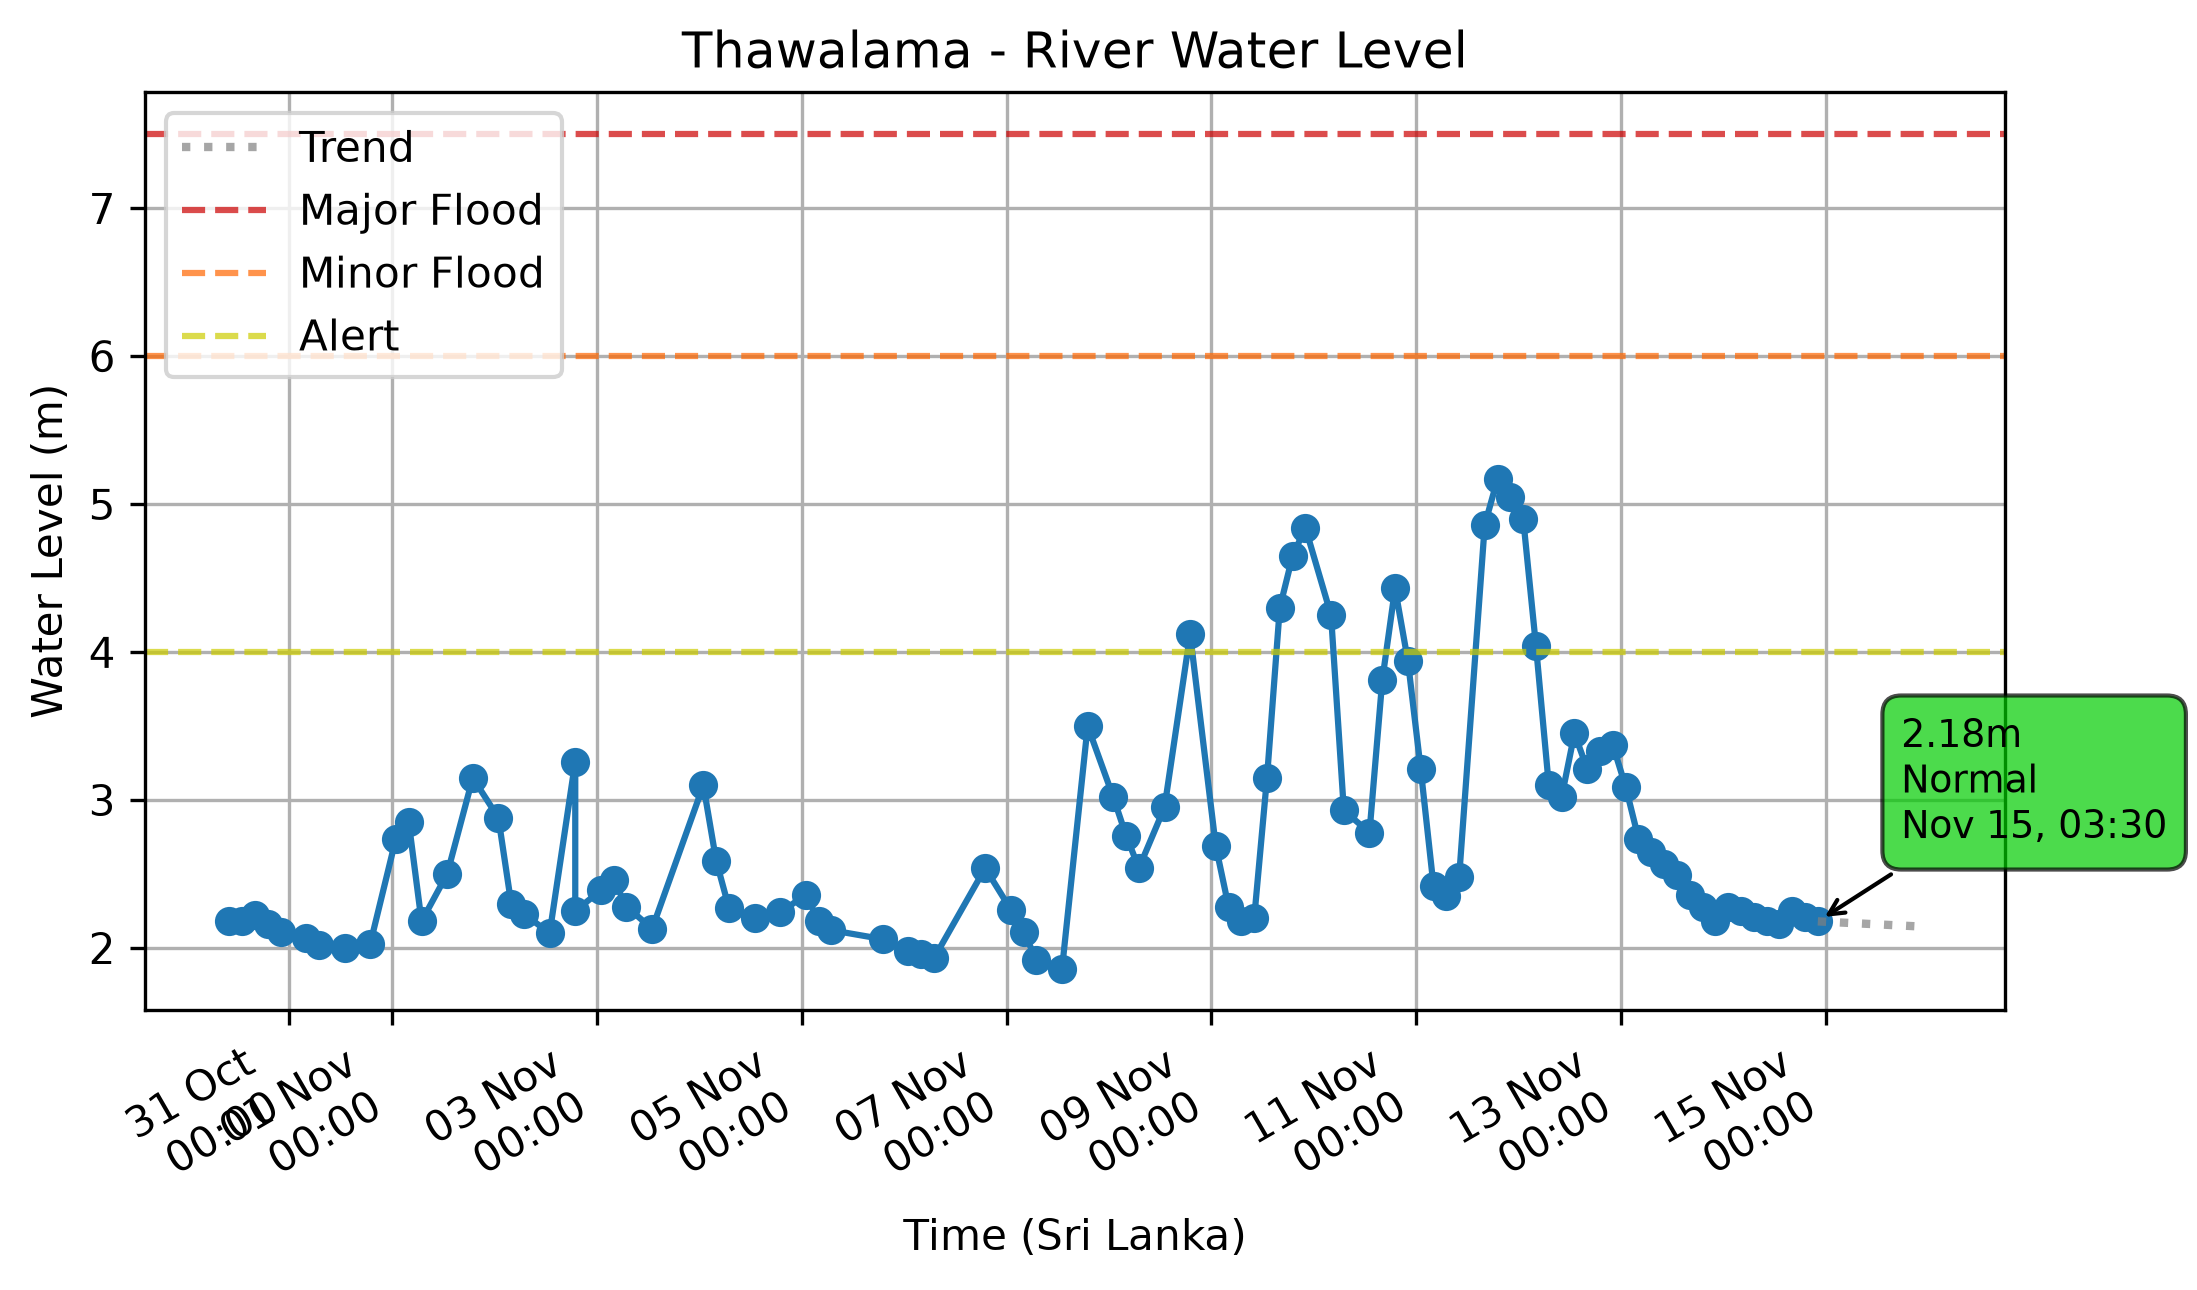 Thawalama - River Water Level
Trend
Major Flood
Minor Flood
Alert
7
6
5
4
3
2
Water Level (m)
2.18m
Normal
Nov 15, 03:30
31 Oct
00:00
01 Nov
00:00
03 Nov
00:00
05 Nov
00:00
07 Nov
00:00
09 Nov
00:00
11 Nov
00:00
13 Nov
00:00
15 Nov
00:00
Time (Sri Lanka)